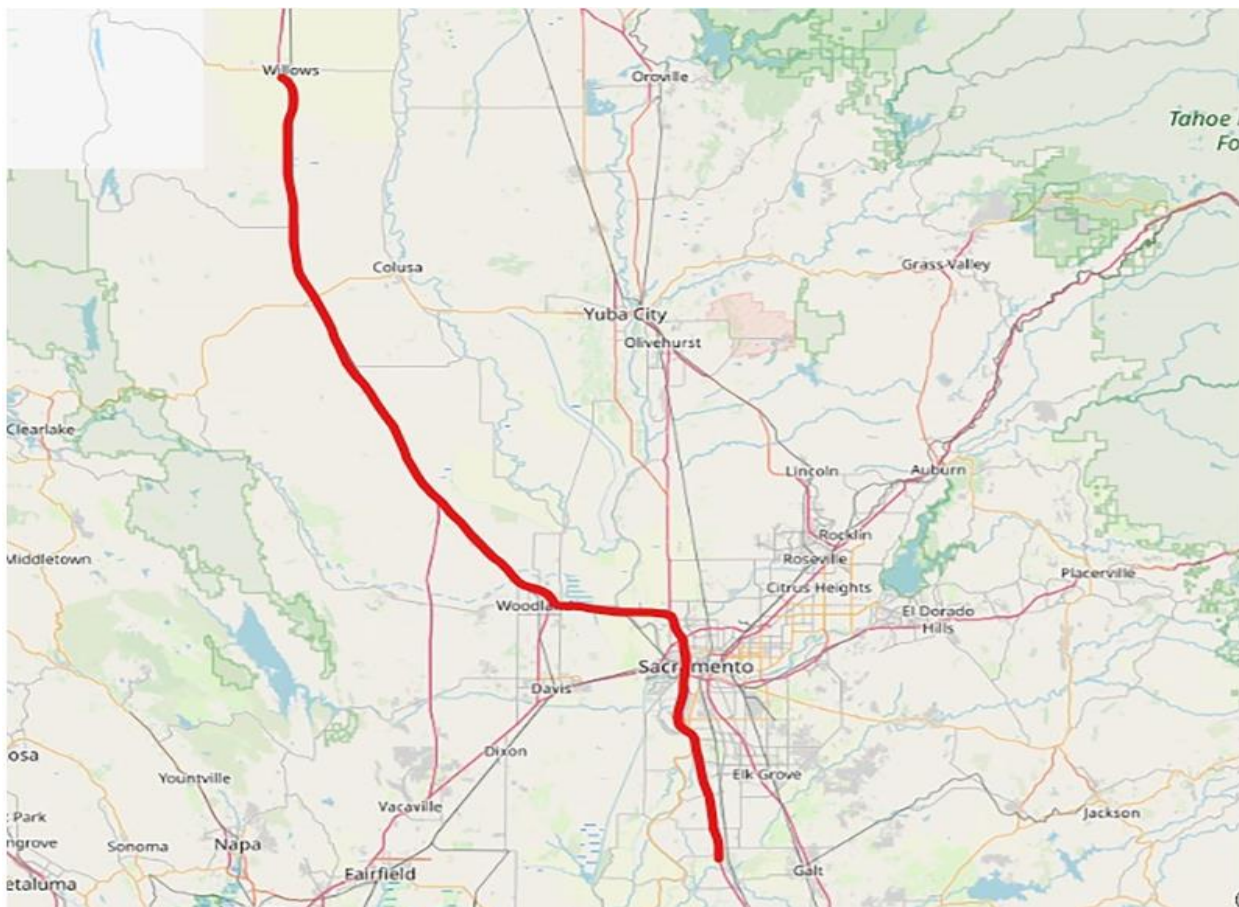 Willows
Oroville
Tahoe
Fo
Colusa
Grass Valley
Yuba City
Olivehurst
Clearlake
Lincoln
Auburn
Rocklin
Middletown
Roseville
Placerville
Citrus Heights
Woodla
El Dorado
Hills
Sacramento
Davis
osa
Dixon
Yountville
Elk Grove
Vacaville
Jackson
Park
ngrove
Sonoma
Napa
Galt
Fairfield
etaluma